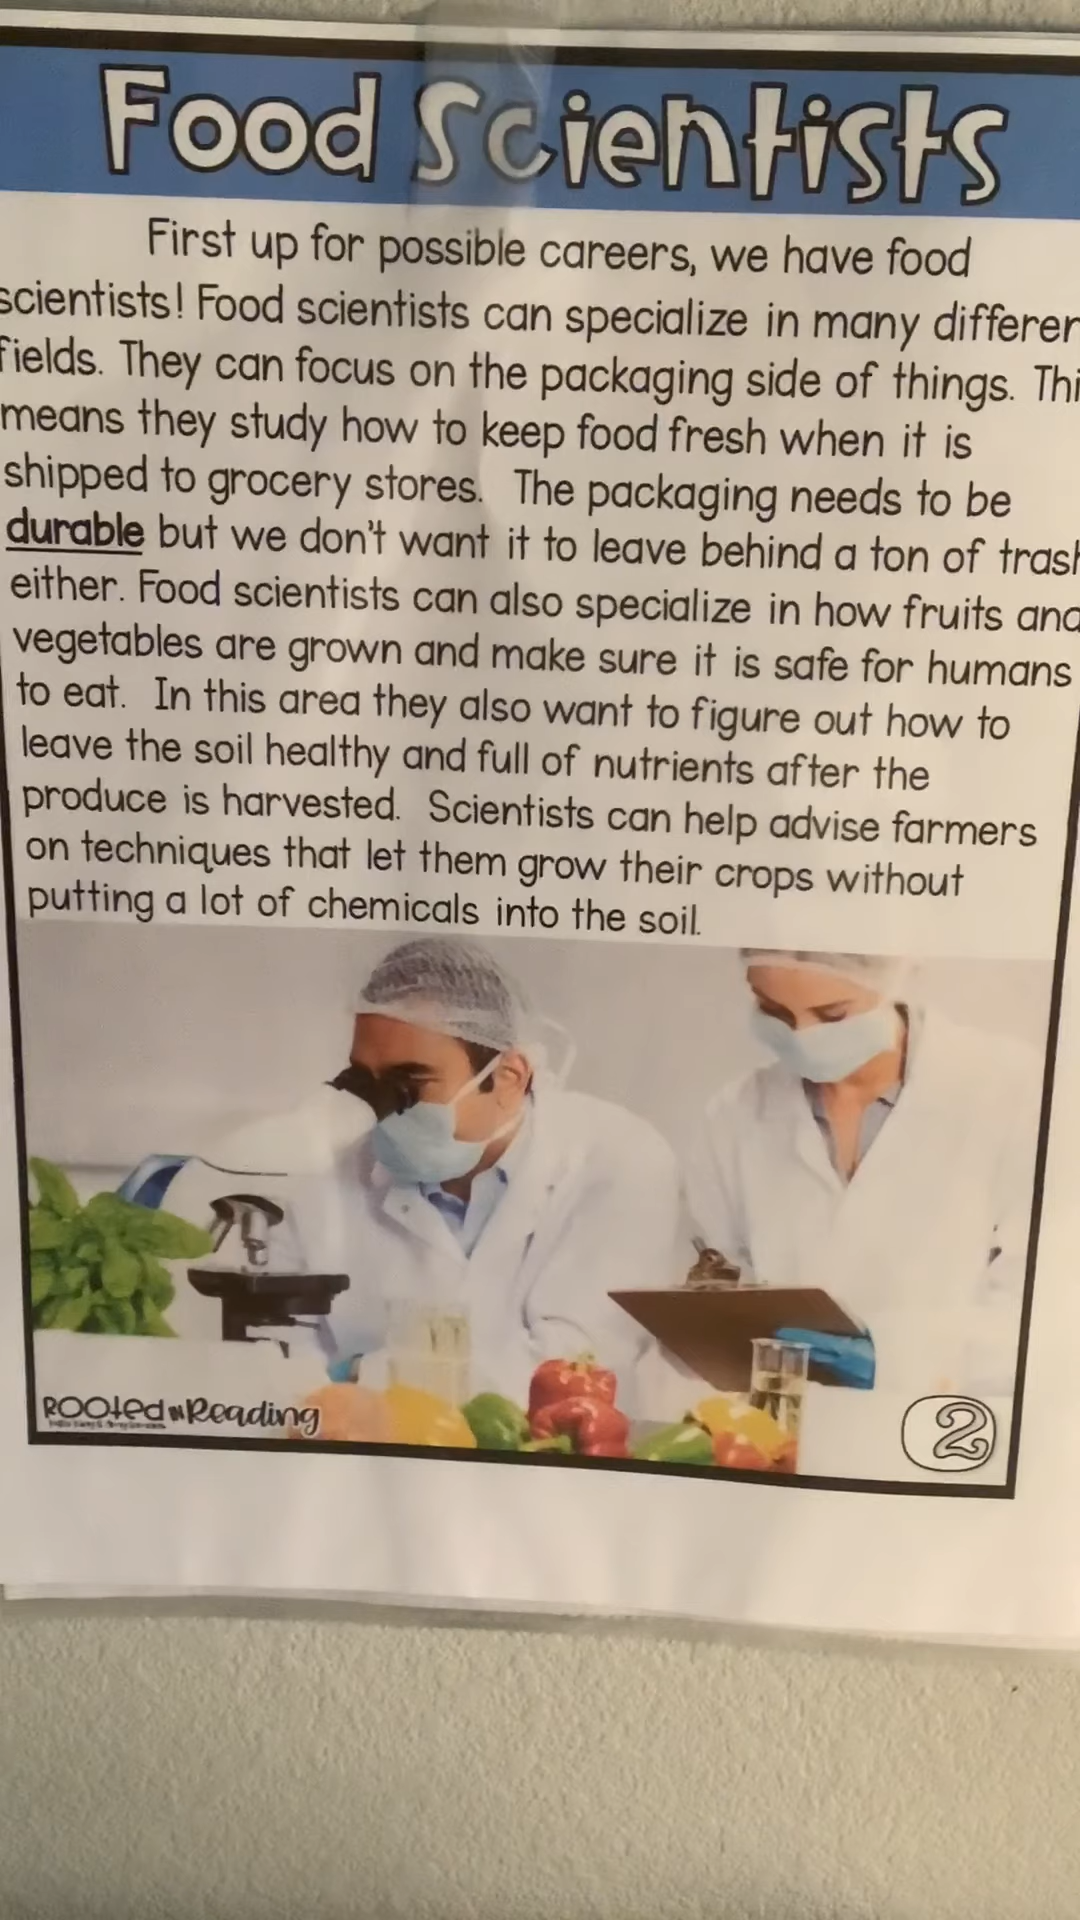 Food Scientists
First up for possible careers, we have food
scientists! Food scientists can specialize in many differen
fields. They can focus on the packaging side of things. Thi
means they study how to keep food fresh when it is
shipped to grocery stores. The packaging needs to be
durable but we don't want it to leave behind a ton of trash
either. Food scientists can also specialize in how fruits and
vegetables are grown and make sure it is safe for humans
to eat. In this area they also want to figure out how to
leave the soil healthy and full of nutrients after the
produce is harvested. Scientists can help advise farmers
on techniques that let them grow their crops without
putting a lot of chemicals into the soil.
Rooted in Reading
2